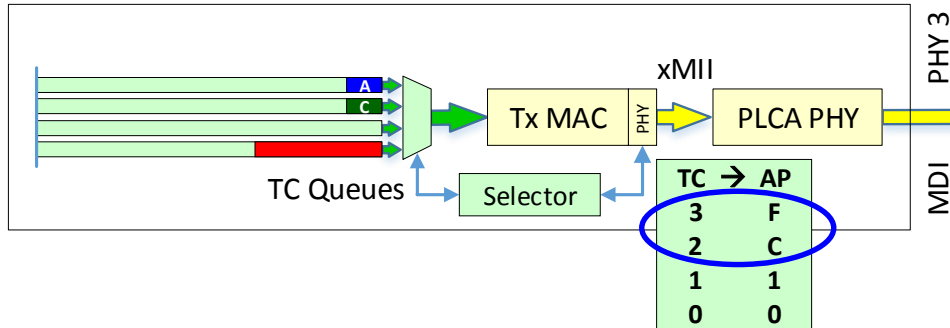 A
C
TC Queues
Selector
Tx MAC
PHY
xMII
PLCA PHY
PHY 3
MDI
TC → AP
3 F
2 C
1 1
0 0